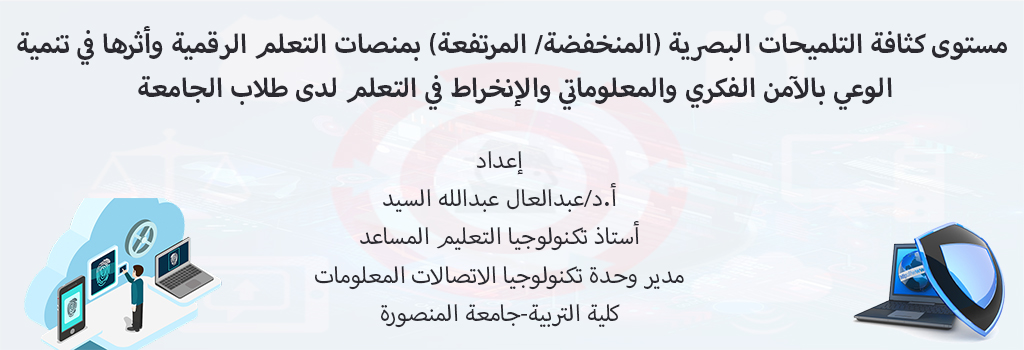 مستوى كثافة التلميحات البصرية (المنخفضة/ المرتفعة) بمنصات التعلم الرقمية وأثرها في تنمية
الوعي بالآمن الفكري والمعلوماتي والإنخراط في التعلم لدى طلاب الجامعة
إعداد
أ.د/عبدالعال عبدالله السيد
أستاذ تكنولوجيا التعليم المساعد
مدير وحدة تكنولوجيا الاتصالات المعلومات
كلية التربية-جامعة المنصورة